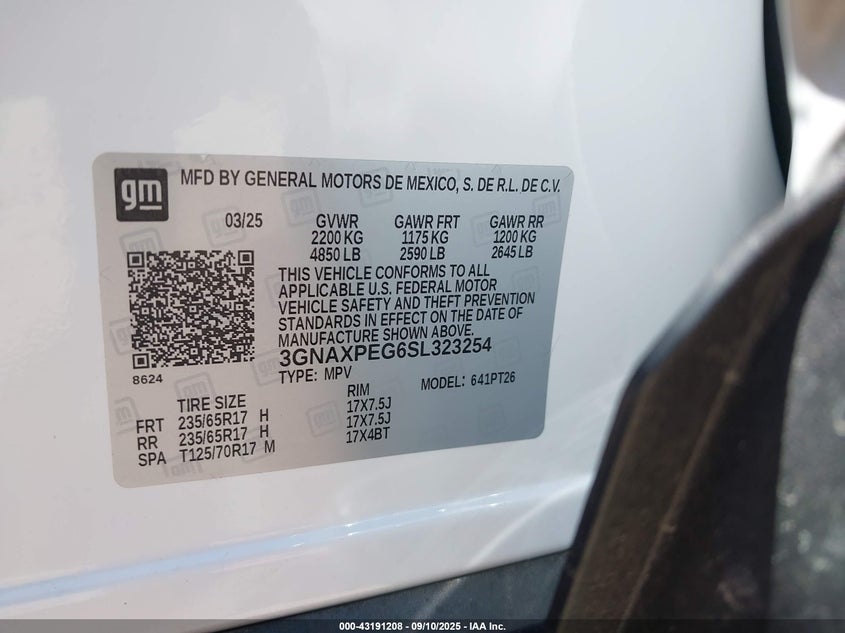 gm
MFD BY GENERAL MOTORS DE MEXICO, S. DE R.L. DE C.V.
03/25 GVWR GAWR FRT GAWR RR
2200 KG 1175 KG 1200 KG
4850 LB 2590 LB 2645 LB
THIS VEHICLE CONFORMS TO ALL
APPLICABLE U.S. FEDERAL MOTOR
VEHICLE SAFETY AND THEFT PREVENTION
STANDARDS IN EFFECT ON THE DATE OF
MANUFACTURE SHOWN ABOVE.
3GNAXPEG6SL323254
8624
TYPE: MPV MODEL: 641PT26
TIRE SIZE RIM
FRT 235/65R17 H 17X7.5J
RR 235/65R17 H 17X7.5J
SPA T125/70R17 M 17X4BT
000-43191208 - 09/10/2025 - IAA Inc.